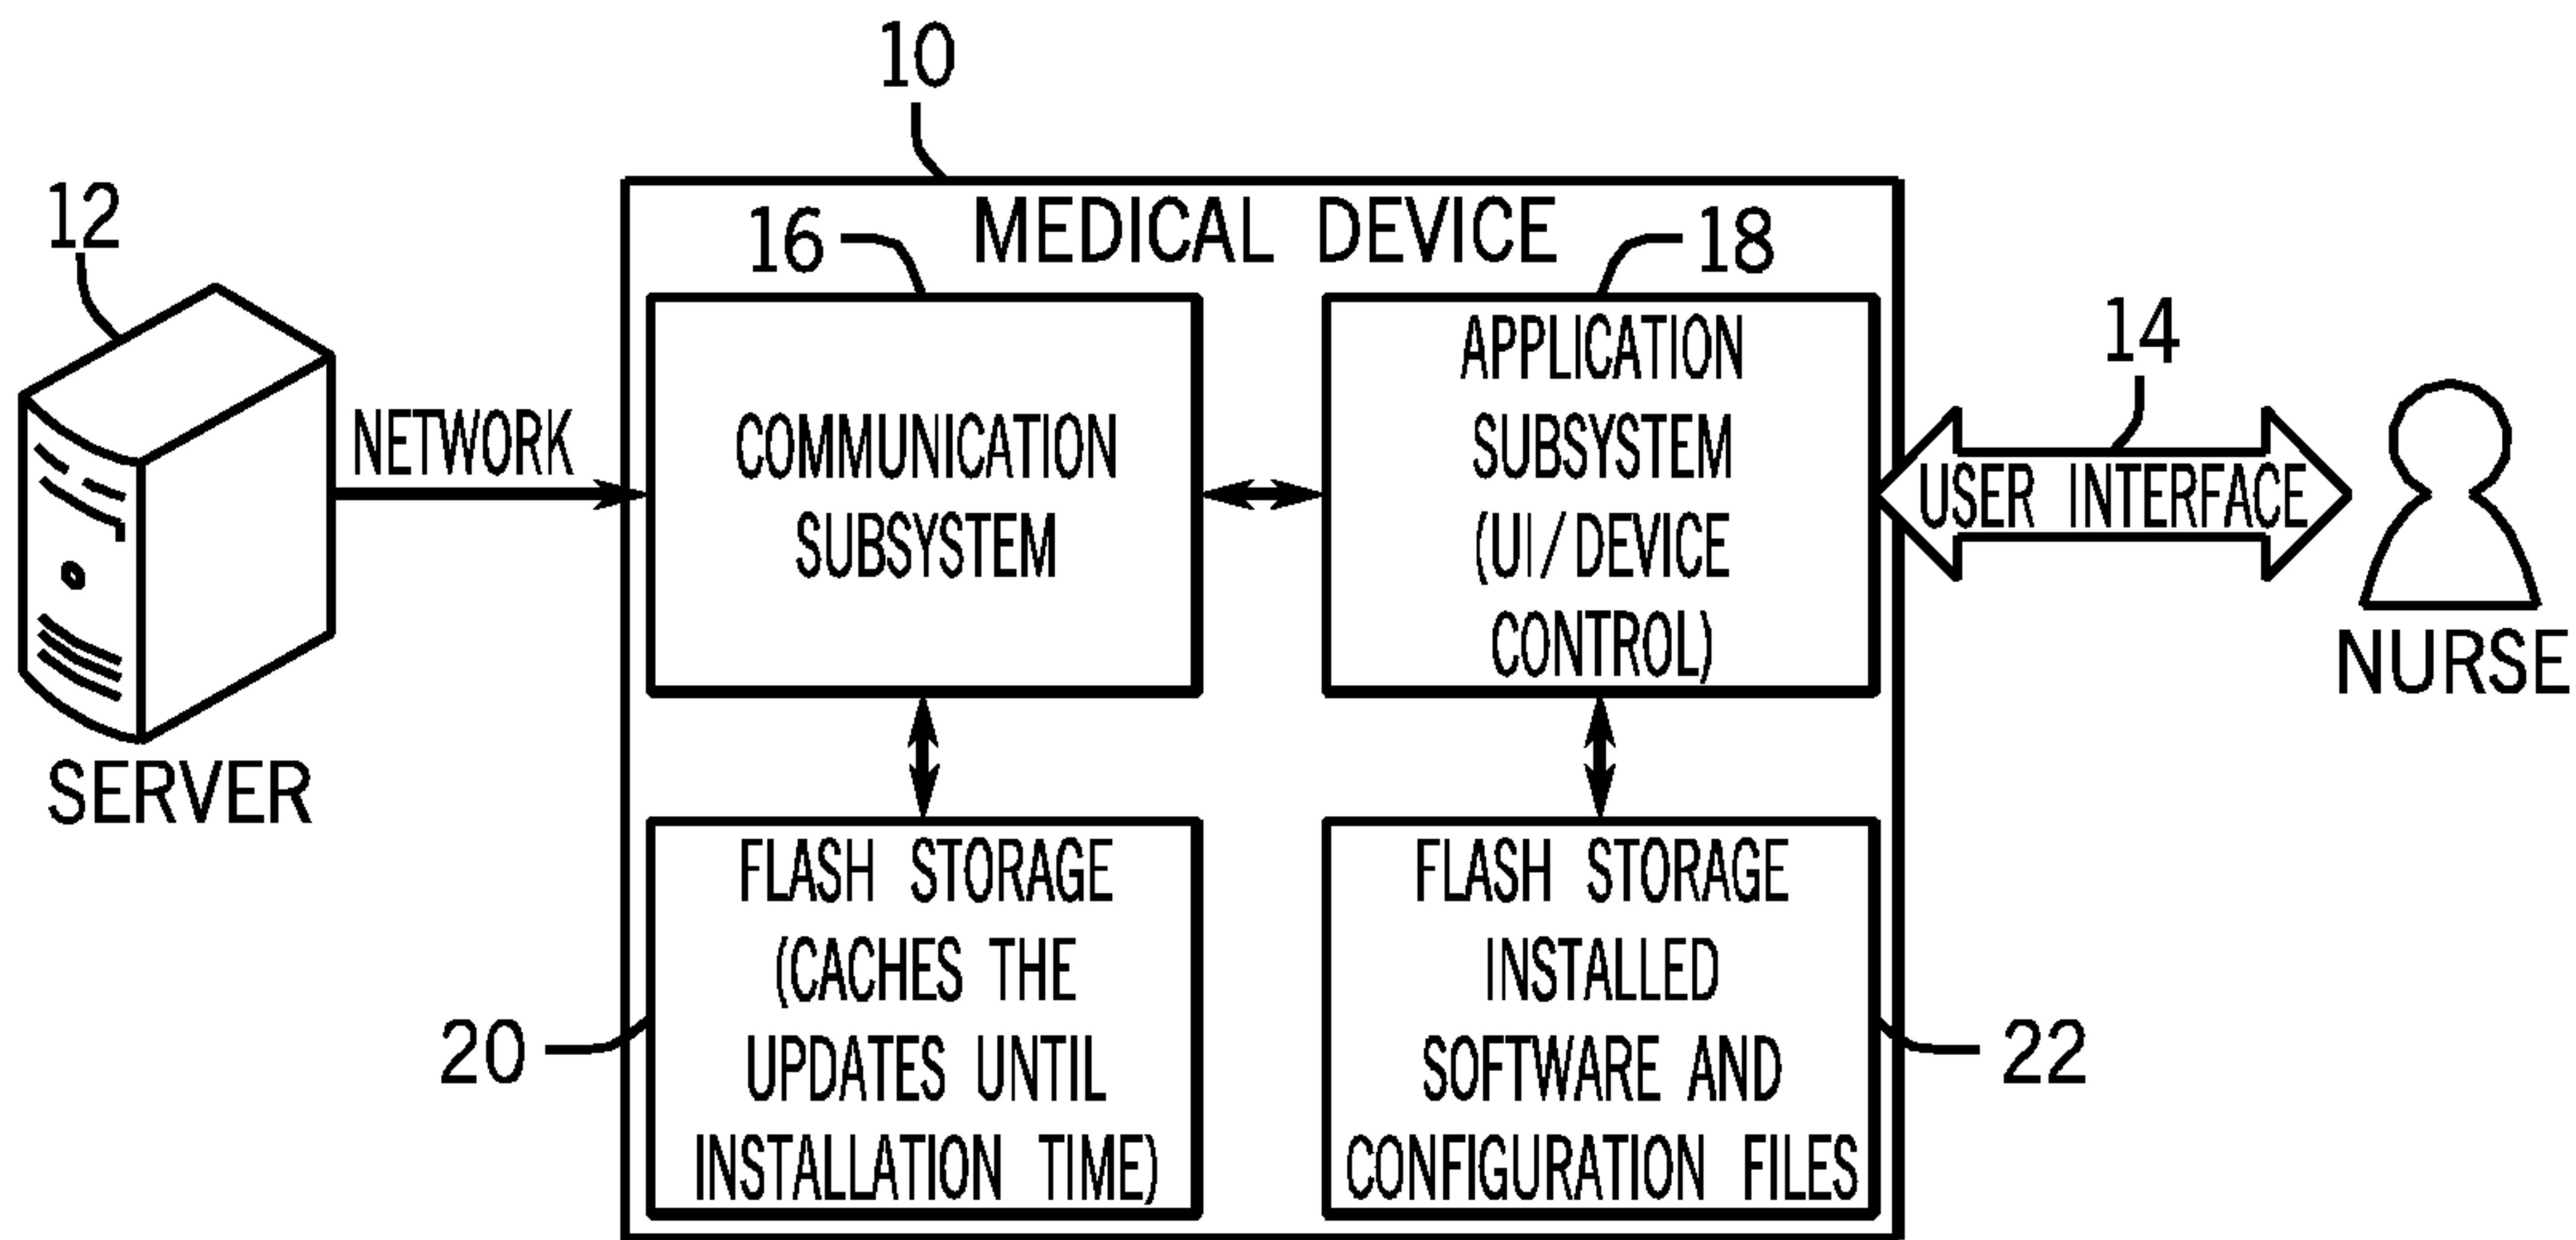 10
12
MEDICAL DEVICE
16
18
14
NETWORK
COMMUNICATION
SUBSYSTEM
APPLICATION
SUBSYSTEM
(UI/DEVICE
CONTROL)
USER INTERFACE
NURSE
SERVER
20
FLASH STORAGE
(CACHES THE
UPDATES UNTIL
INSTALLATION TIME)
FLASH STORAGE
INSTALLED
SOFTWARE AND
CONFIGURATION FILES
22